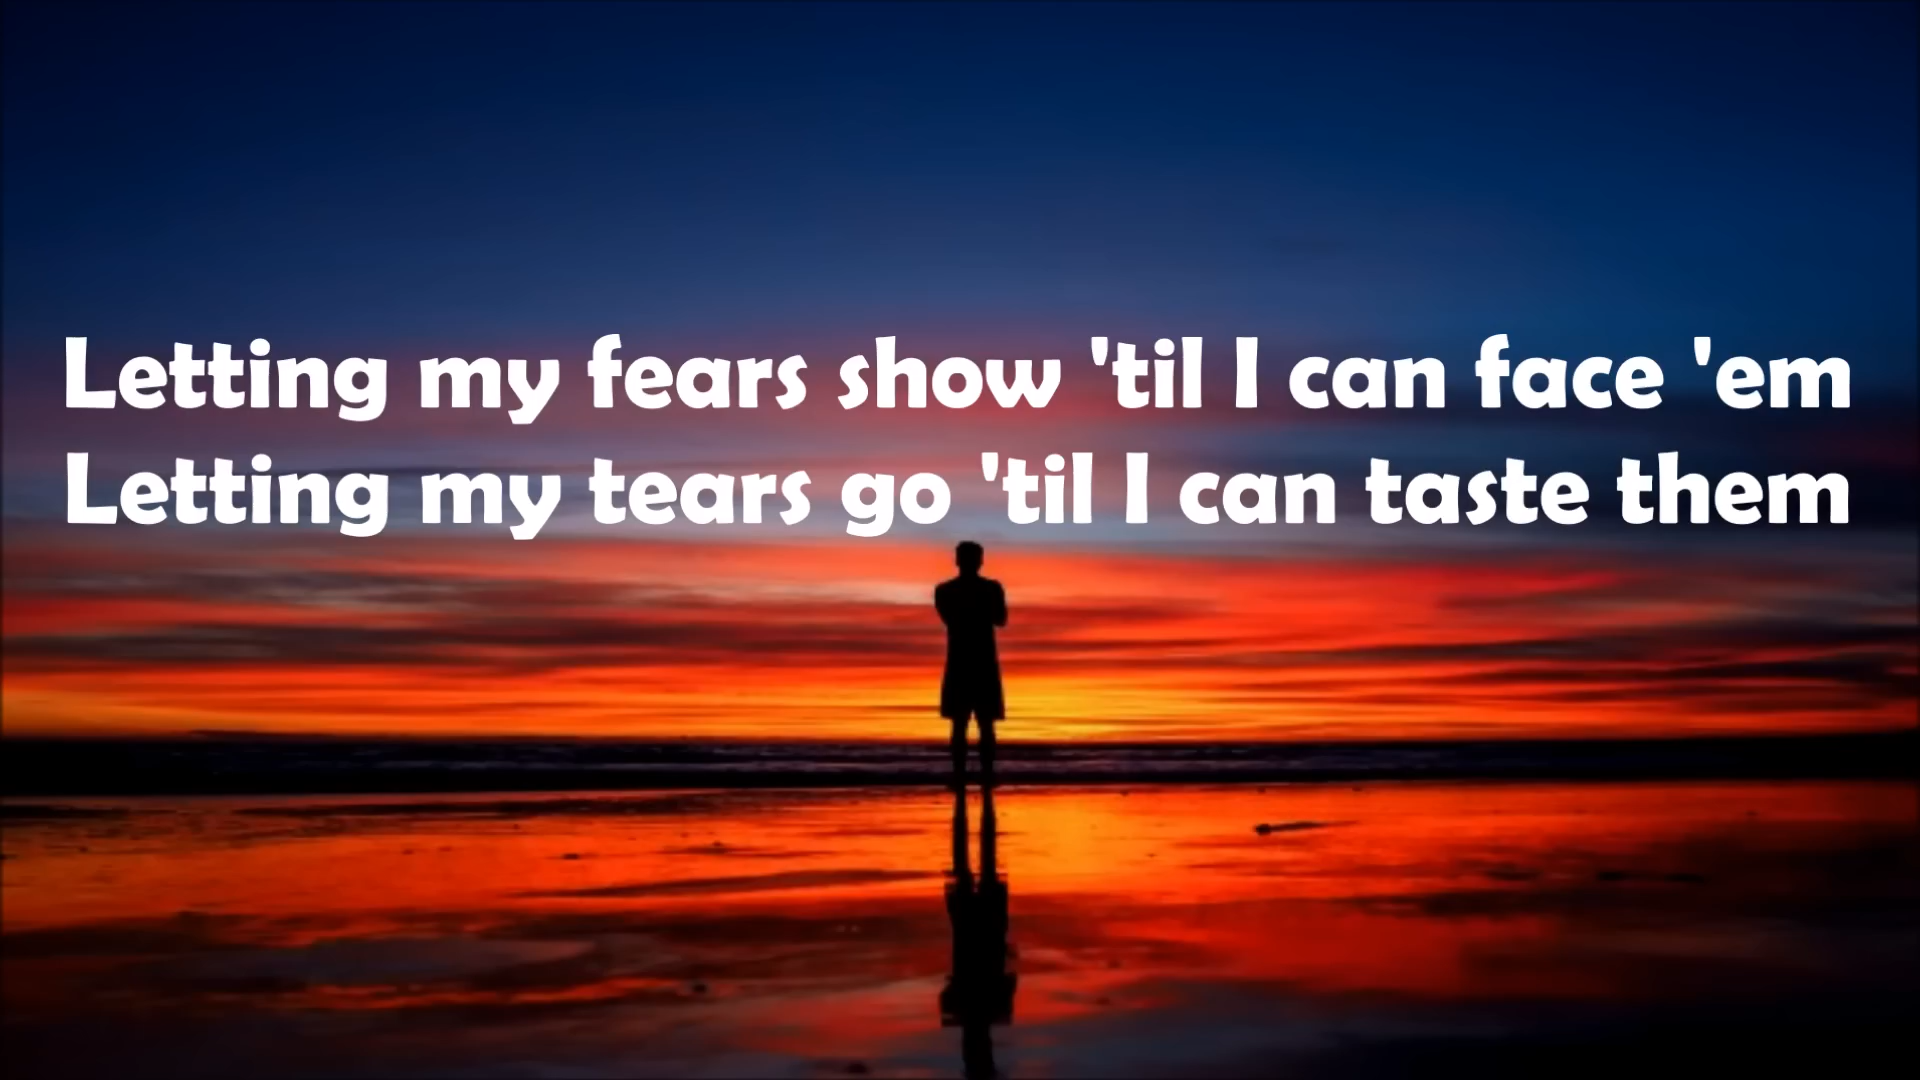 Letting my fears show 'til I can face 'em
Letting my tears go 'til I can taste them